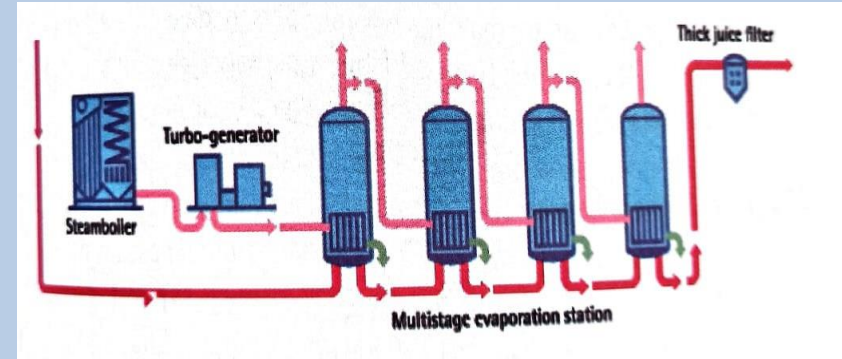 Thick juice filter
Turbo-generator
Steamboiler
Multistage evaporation station